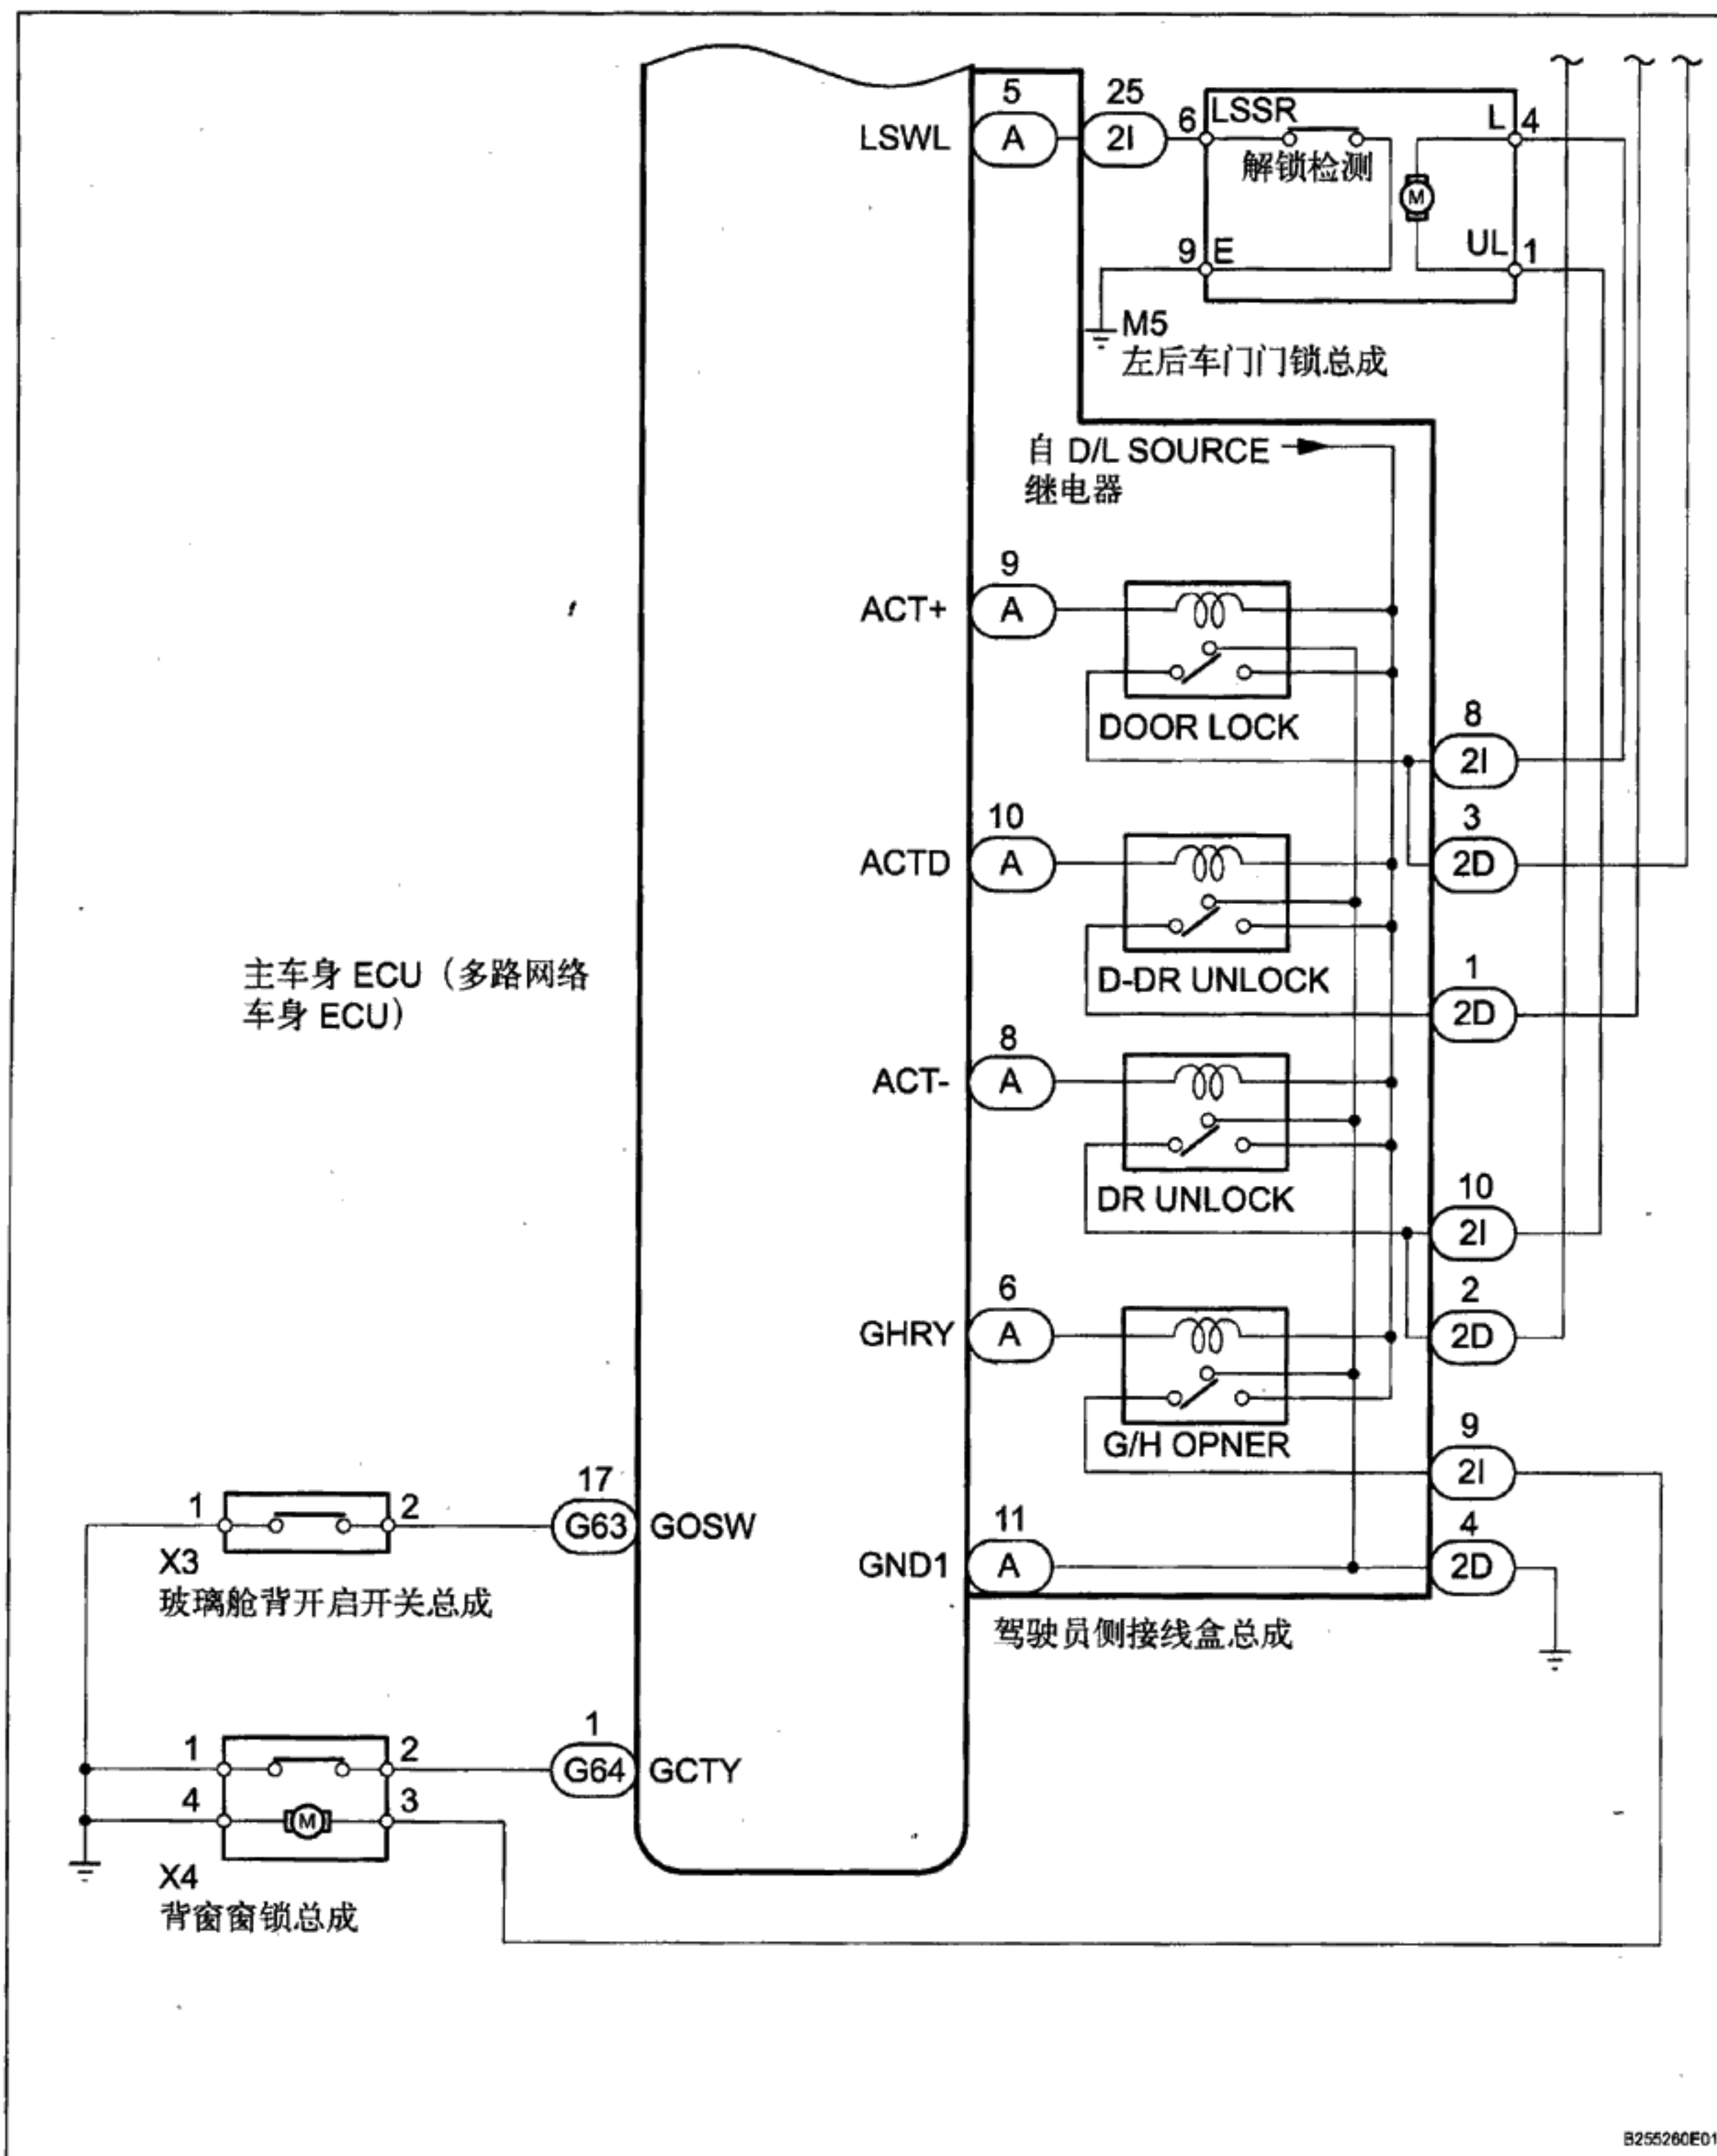 5 25
LSWL A 2I 6 LSSR L 4
解锁检测
M
9 E UL 1
M5
左后车门门锁总成
自 D/L SOURCE
继电器
9
ACT+ A
DOOR LOCK
8
2I
10
ACTD A
3
2D
D-DR UNLOCK
1
2D
主车身 ECU（多路网络
车身 ECU）
8
ACT- A
DR UNLOCK
10
2I
6
GHRY A
2
2D
G/H OPNER
9
2I
17
1 2 G63 GOSW
X3
玻璃舱背开启开关总成
11
GND1 A
4
2D
驾驶员侧接线盒总成
1
1 2 G64 GCTY
4 M 3
X4
背窗窗锁总成
B255260E01